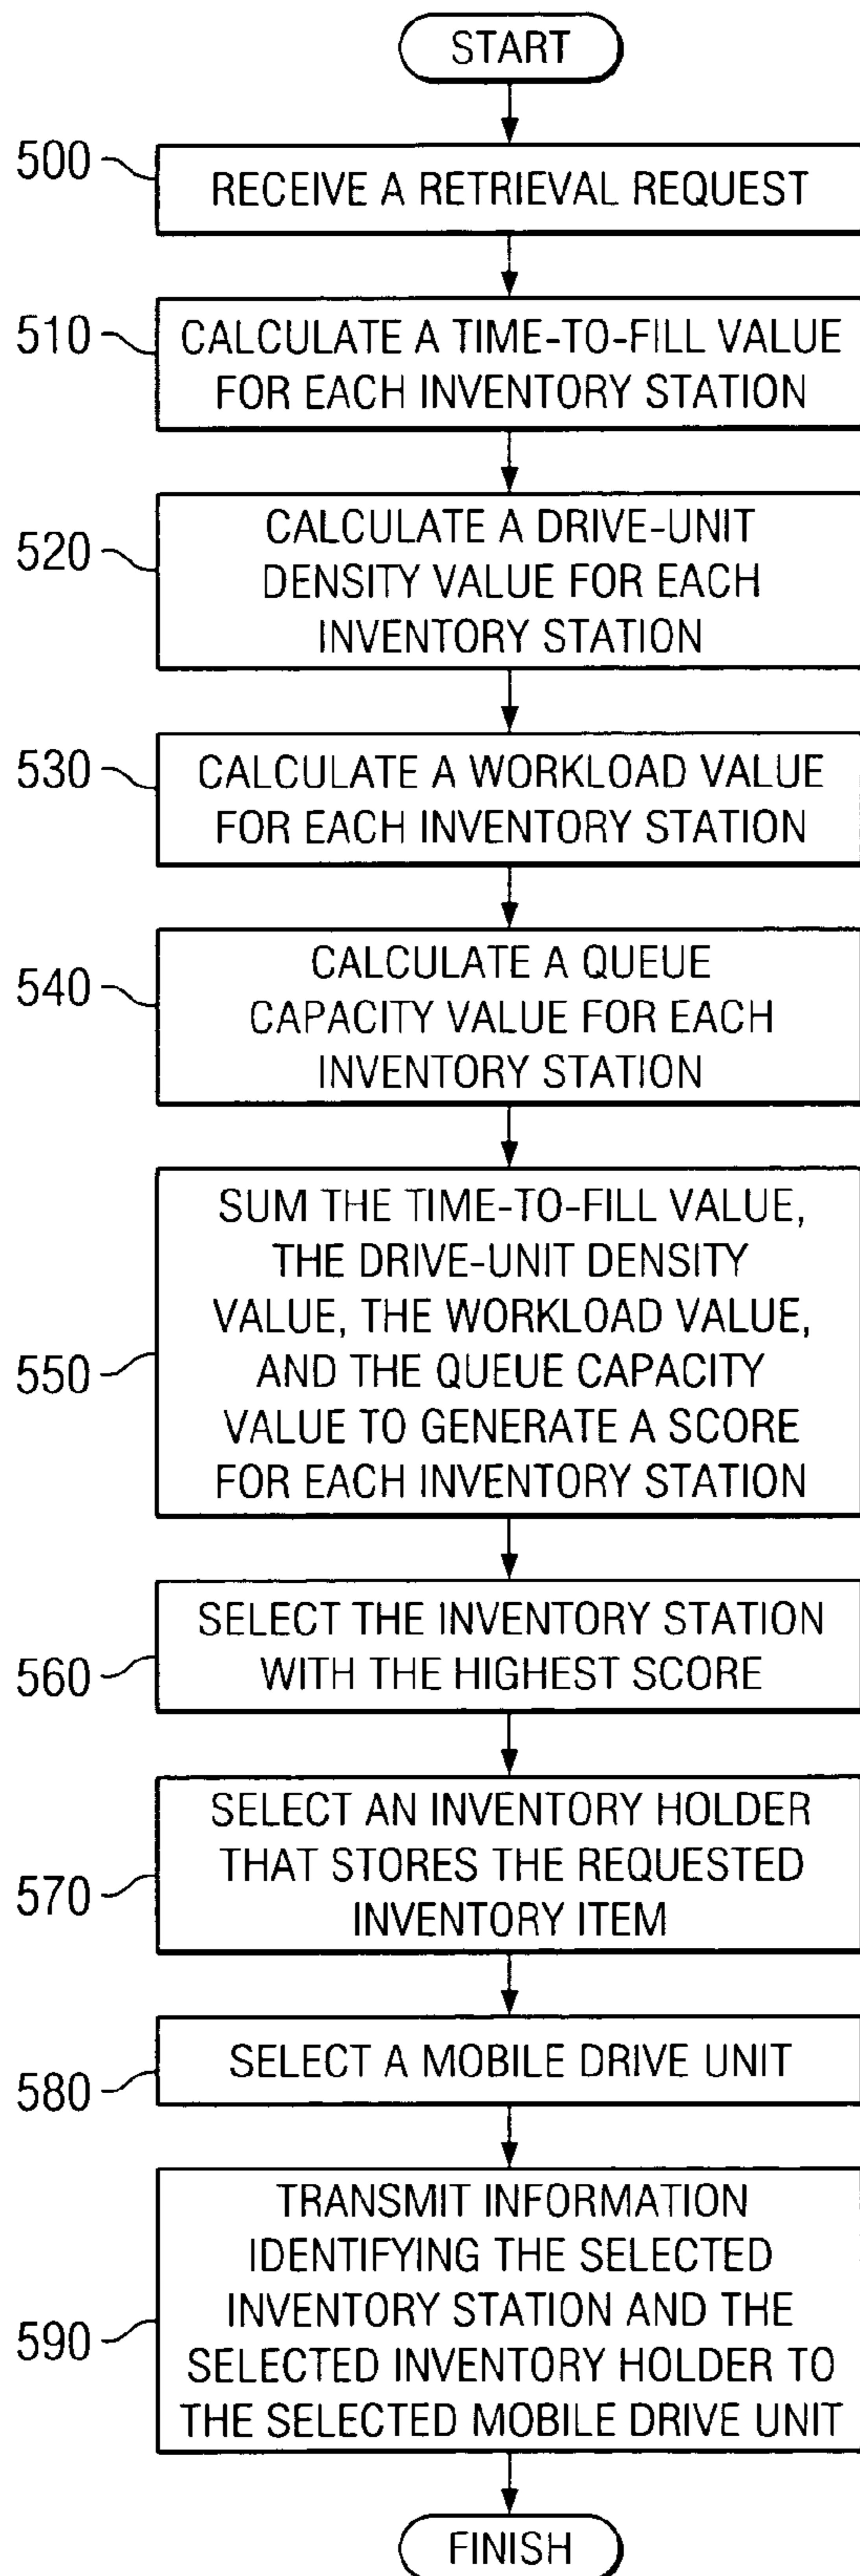 START
500
RECEIVE A RETRIEVAL REQUEST
510
CALCULATE A TIME-TO-FILL VALUE
FOR EACH INVENTORY STATION
520
CALCULATE A DRIVE-UNIT
DENSITY VALUE FOR EACH
INVENTORY STATION
530
CALCULATE A WORKLOAD VALUE
FOR EACH INVENTORY STATION
540
CALCULATE A QUEUE
CAPACITY VALUE FOR EACH
INVENTORY STATION
550
SUM THE TIME-TO-FILL VALUE,
THE DRIVE-UNIT DENSITY
VALUE, THE WORKLOAD VALUE,
AND THE QUEUE CAPACITY
VALUE TO GENERATE A SCORE
FOR EACH INVENTORY STATION
560
SELECT THE INVENTORY STATION
WITH THE HIGHEST SCORE
570
SELECT AN INVENTORY HOLDER
THAT STORES THE REQUESTED
INVENTORY ITEM
580
SELECT A MOBILE DRIVE UNIT
590
TRANSMIT INFORMATION
IDENTIFYING THE SELECTED
INVENTORY STATION AND THE
SELECTED INVENTORY HOLDER TO
THE SELECTED MOBILE DRIVE UNIT
FINISH